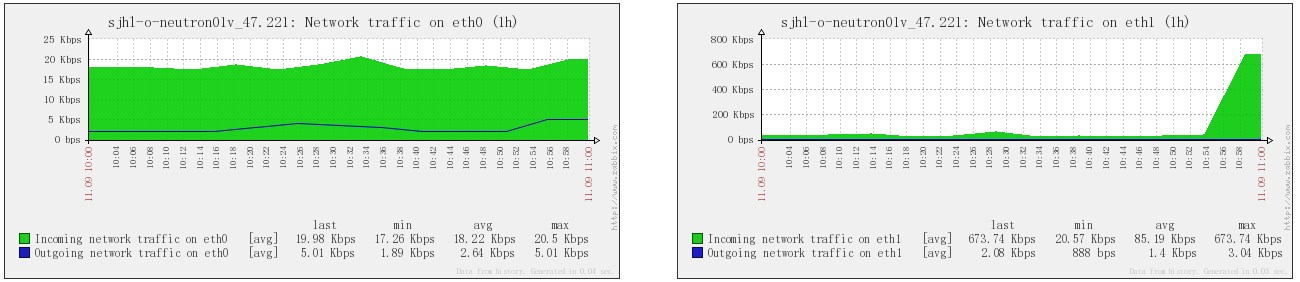 sjhl-o-neutron01v_47.221: Network traffic on eth0 (1h)
25 Kbps
20 Kbps
15 Kbps
10 Kbps
5 Kbps
0 bps
11.09 10:00 10:04 10:06 10:08 10:10 10:12 10:14 10:16 10:18 10:20 10:22 10:24 10:26 10:28 10:30 10:32 10:34 10:36 10:38 10:40 10:42 10:44 10:46 10:48 10:50 10:52 10:54 10:56 10:58 11.09 11:00
http://www.zabbix.com
last min avg max
Incoming network traffic on eth0 [avg] 19.98 Kbps 17.26 Kbps 18.22 Kbps 20.5 Kbps
Outgoing network traffic on eth0 [avg] 5.01 Kbps 1.89 Kbps 2.64 Kbps 5.01 Kbps
Data from history. Generated in 0.04 sec.
sjhl-o-neutron01v_47.221: Network traffic on eth1 (1h)
800 Kbps
600 Kbps
400 Kbps
200 Kbps
0 bps
11.09 10:00 10:04 10:06 10:08 10:10 10:12 10:14 10:16 10:18 10:20 10:22 10:24 10:26 10:28 10:30 10:32 10:34 10:36 10:38 10:40 10:42 10:44 10:46 10:48 10:50 10:52 10:54 10:56 10:58 11.09 11:00
http://www.zabbix.com
last min avg max
Incoming network traffic on eth1 [avg] 673.74 Kbps 20.57 Kbps 85.19 Kbps 673.74 Kbps
Outgoing network traffic on eth1 [avg] 2.08 Kbps 888 bps 1.4 Kbps 3.04 Kbps
Data from history. Generated in 0.05 sec.